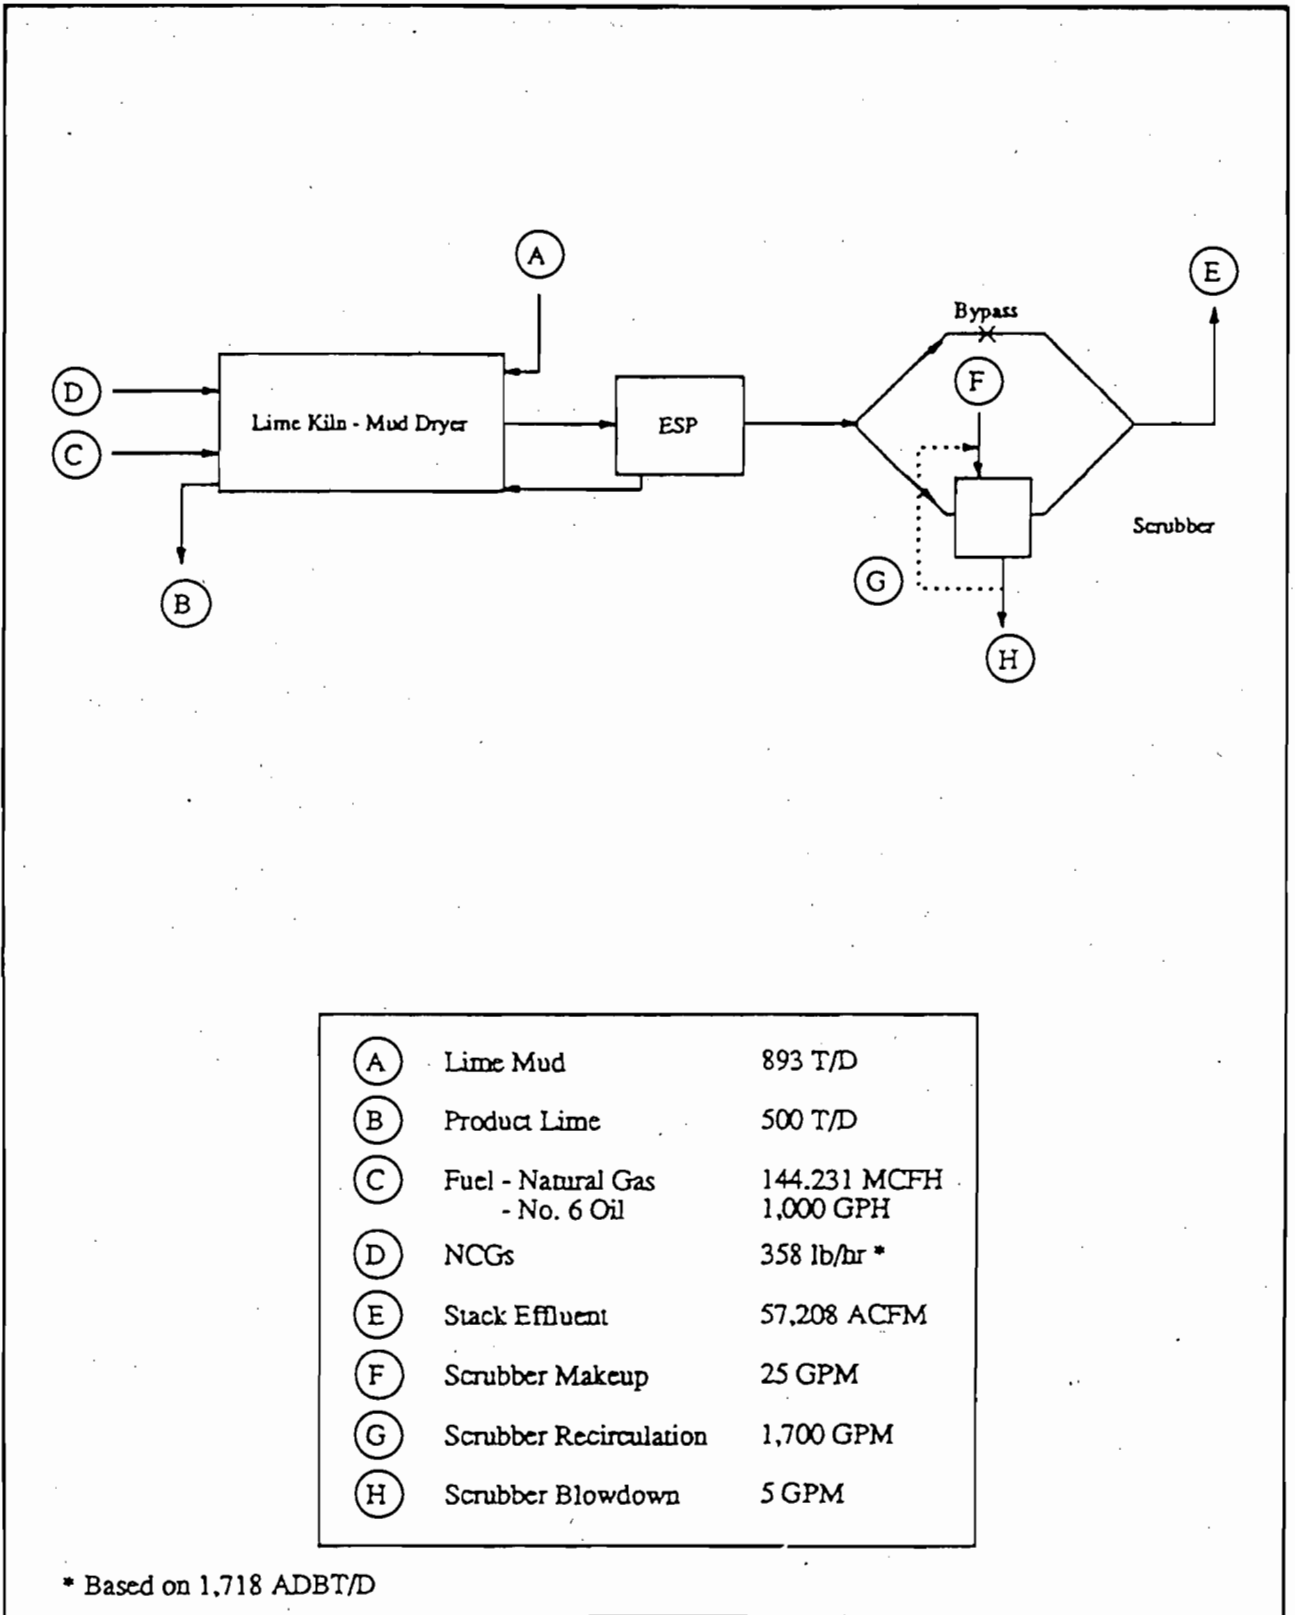 A
E
Bypass
F
D
Lime Kiln - Mud Dryer
ESP
C
Scrubber
G
B
H
A Lime Mud 893 T/D
B Product Lime 500 T/D
C Fuel - Natural Gas 144.231 MCFH
- No. 6 Oil 1,000 GPH
D NCGs 358 lb/hr *
E Stack Effluent 57,208 ACFM
F Scrubber Makeup 25 GPM
G Scrubber Recirculation 1,700 GPM
H Scrubber Blowdown 5 GPM
* Based on 1,718 ADBT/D